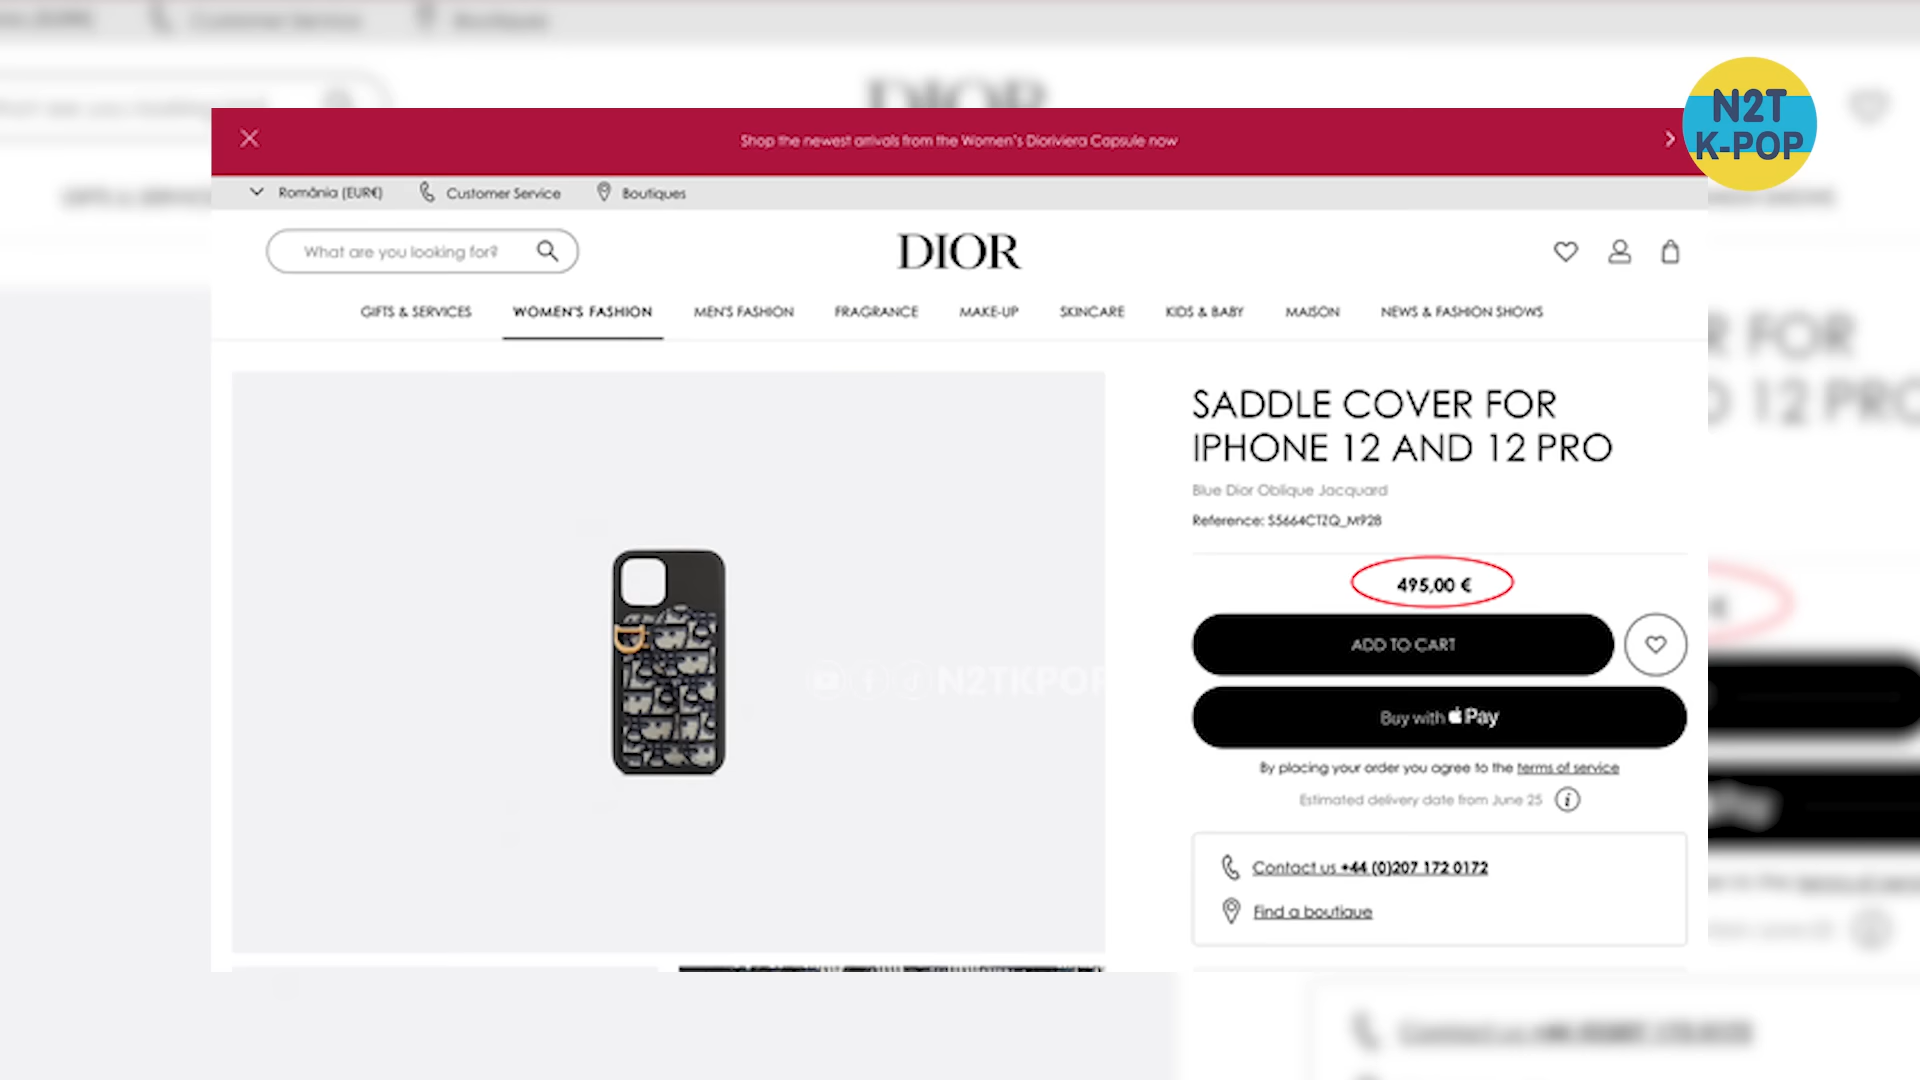 Shop the newest arrivals from the Women's Dioriviera Capsule now
N2T
K-POP
România (EUR€) Customer Service Boutiques
What are you looking for?
DIOR
GIFTS & SERVICES WOMEN'S FASHION MEN'S FASHION FRAGRANCE MAKE-UP SKINCARE KIDS & BABY MAISON NEWS & FASHION SHOWS
SADDLE COVER FOR
IPHONE 12 AND 12 PRO
Blue Dior Oblique Jacquard
Reference: S5664CTZQ_M928
495,00 €
ADD TO CART
N2TKPOP
Buy with Pay
By placing your order you agree to the terms of service
Estimated delivery date from June 25
Contact us +44 (0)207 172 0172
Find a boutique